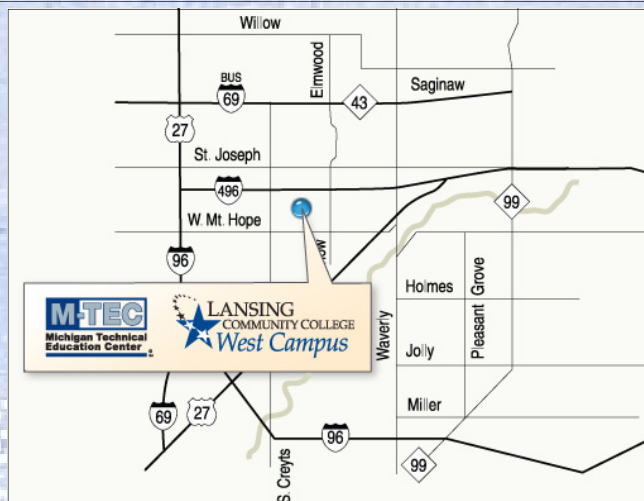 Willow
Elmwood
BUS
69
43
Saginaw
27
St. Joseph
496
99
W. Mt. Hope
96
M-TEC
Michigan Technical
Education Center
LANSING
COMMUNITY COLLEGE
West Campus
Holmes
Pleasant Grove
Waverly
Jolly
Miller
69
27
96
99
S. Creyts